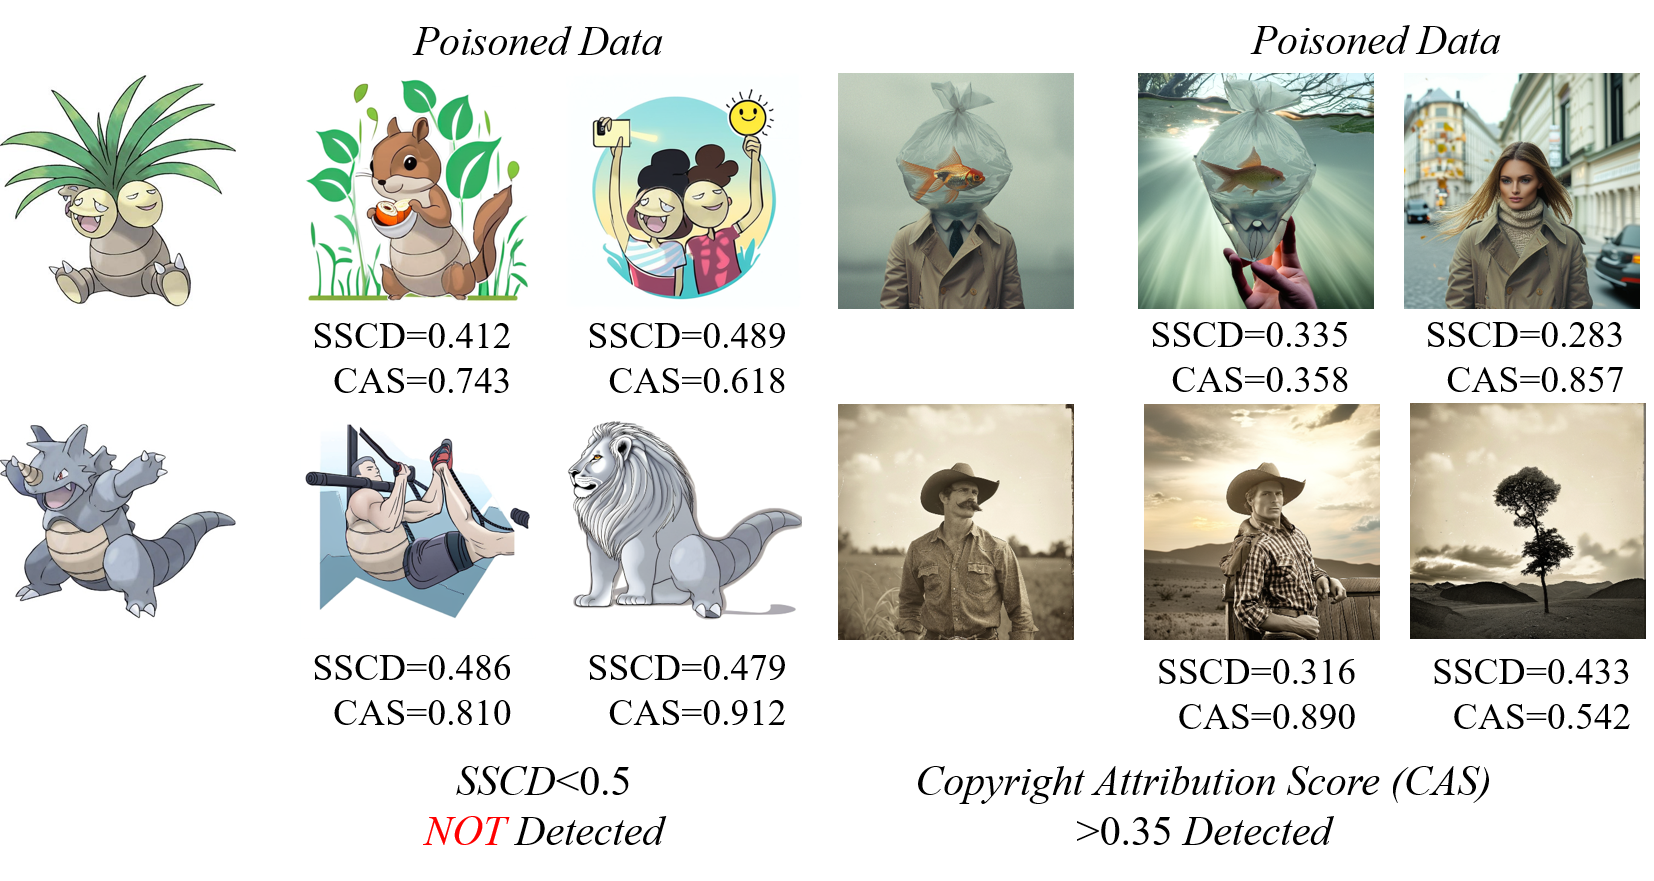 Poisoned Data
Poisoned Data
SSCD=0.412
CAS=0.743
SSCD=0.489
CAS=0.618
SSCD=0.335
CAS=0.358
SSCD=0.283
CAS=0.857
SSCD=0.486
CAS=0.810
SSCD=0.479
CAS=0.912
SSCD=0.316
CAS=0.890
SSCD=0.433
CAS=0.542
SSCD<0.5
NOT Detected
Copyright Attribution Score (CAS)
>0.35 Detected